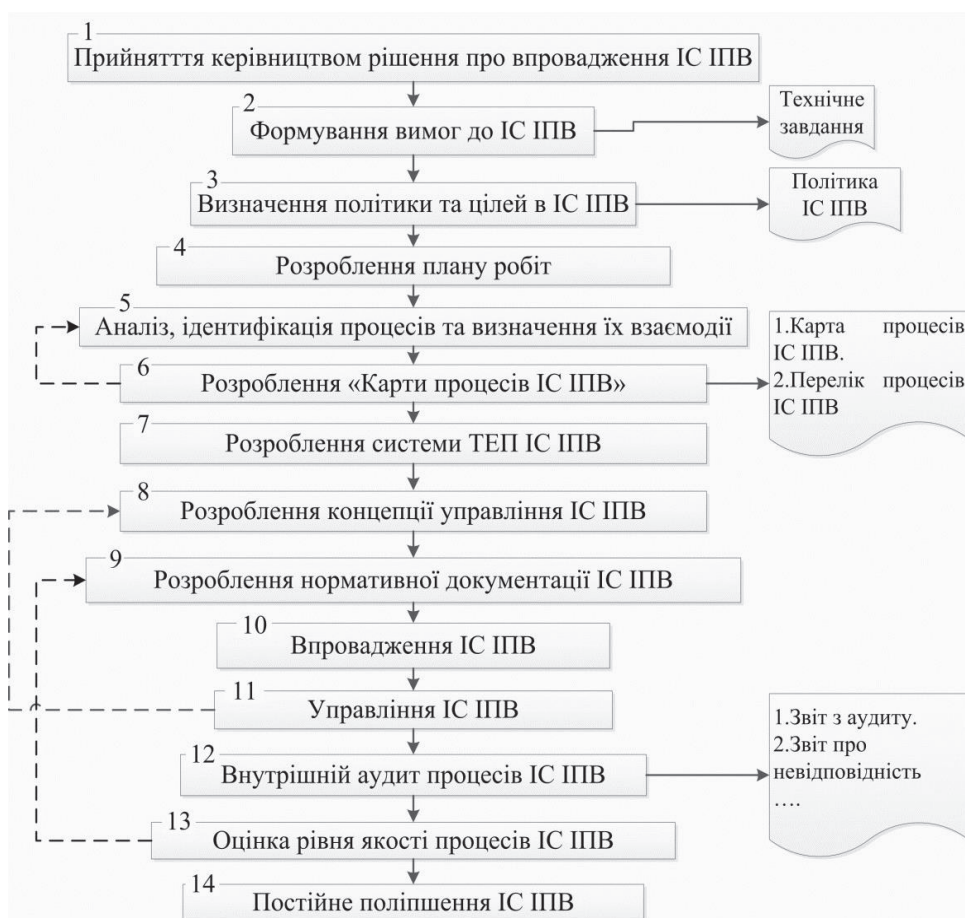 1
Прийнятття керівництвом рішення про впровадження ІС ІПВ
2
Формування вимог до ІС ІПВ
Технічне
завдання
3
Визначення політики та цілей в ІС ІПВ
Політика
ІС ІПВ
4
Розроблення плану робіт
5
Аналіз, ідентифікація процесів та визначення їх взаємодії
6
Розроблення «Карти процесів ІС ІПВ»
1.Карта процесів
ІС ІПВ.
2.Перелік процесів
ІС ІПВ
7
Розроблення системи ТЕП ІС ІПВ
8
Розроблення концепції управління ІС ІПВ
9
Розроблення нормативної документації ІС ІПВ
10
Впровадження ІС ІПВ
11
Управління ІС ІПВ
12
Внутрішній аудит процесів ІС ІПВ
1.Звіт з аудиту.
2.Звіт про
невідповідність
....
13
Оцінка рівня якості процесів ІС ІПВ
14
Постійне поліпшення ІС ІПВ